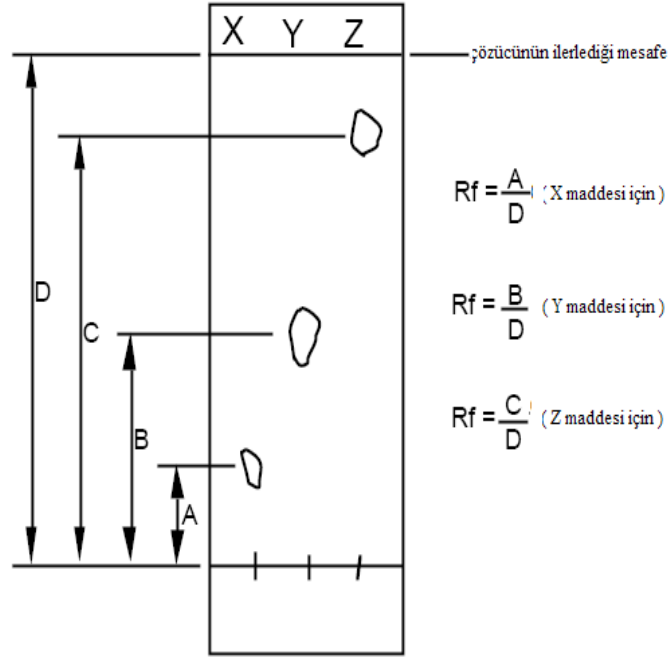 X Y Z
çözücünün ilerlediği mesafe
Rf = A / D ( X maddesi için )
D
C
Rf = B / D ( Y maddesi için )
B
Rf = C / D ( Z maddesi için )
A